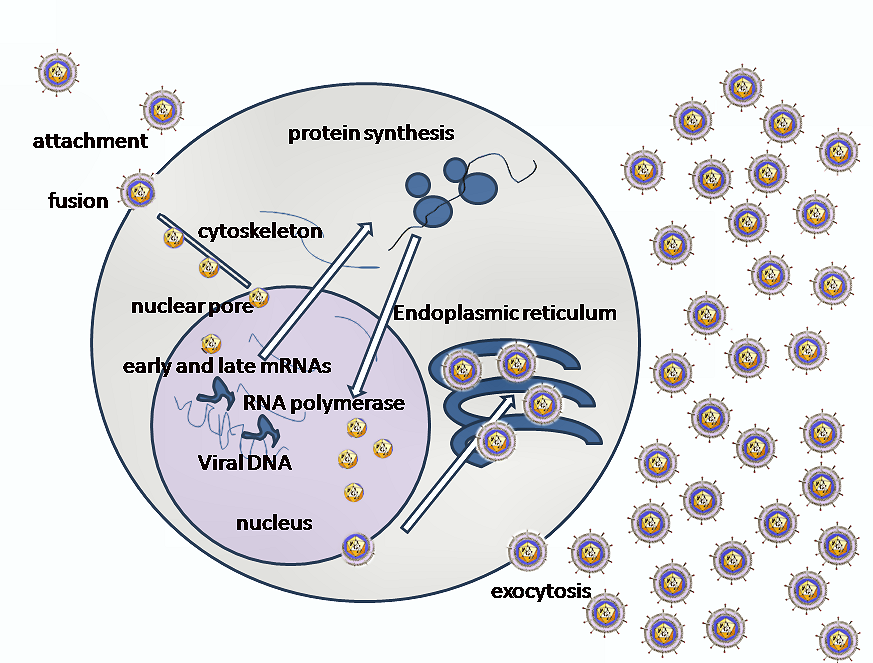 attachment
protein synthesis
fusion
cytoskeleton
nuclear pore
Endoplasmic reticulum
early and late mRNAs
RNA polymerase
Viral DNA
nucleus
exocytosis